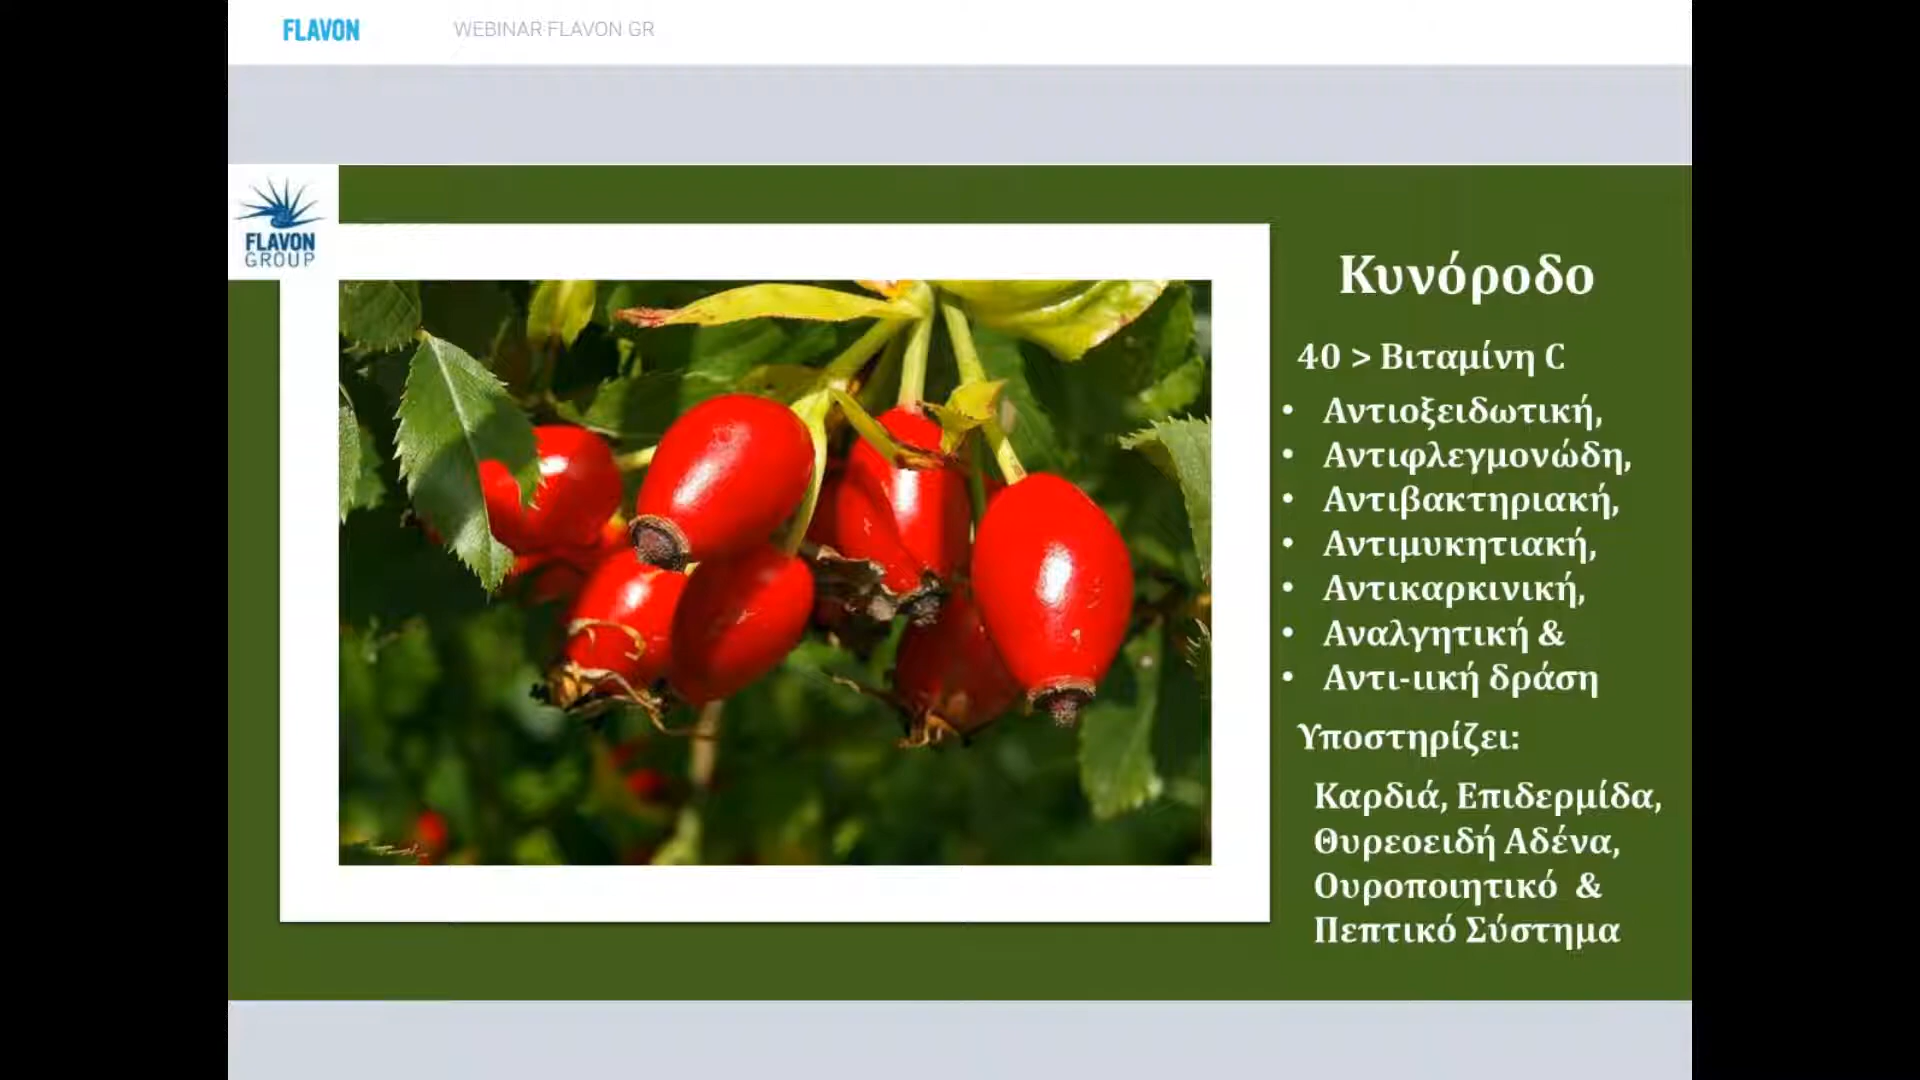 FLAVON
WEBINAR FLAVON GR
FLAVON
GROUP
Κυνόροδο
40 > Βιταμίνη C
• Αντιοξειδωτική,
• Αντιφλεγμονώδη,
• Αντιβακτηριακή,
• Αντιμυκητιακή,
• Αντικαρκινική,
• Αναλγητική &
• Αντι-ιική δράση
Υποστηρίζει:
Καρδιά, Επιδερμίδα,
Θυρεοειδή Αδένα,
Ουροποιητικό &
Πεπτικό Σύστημα